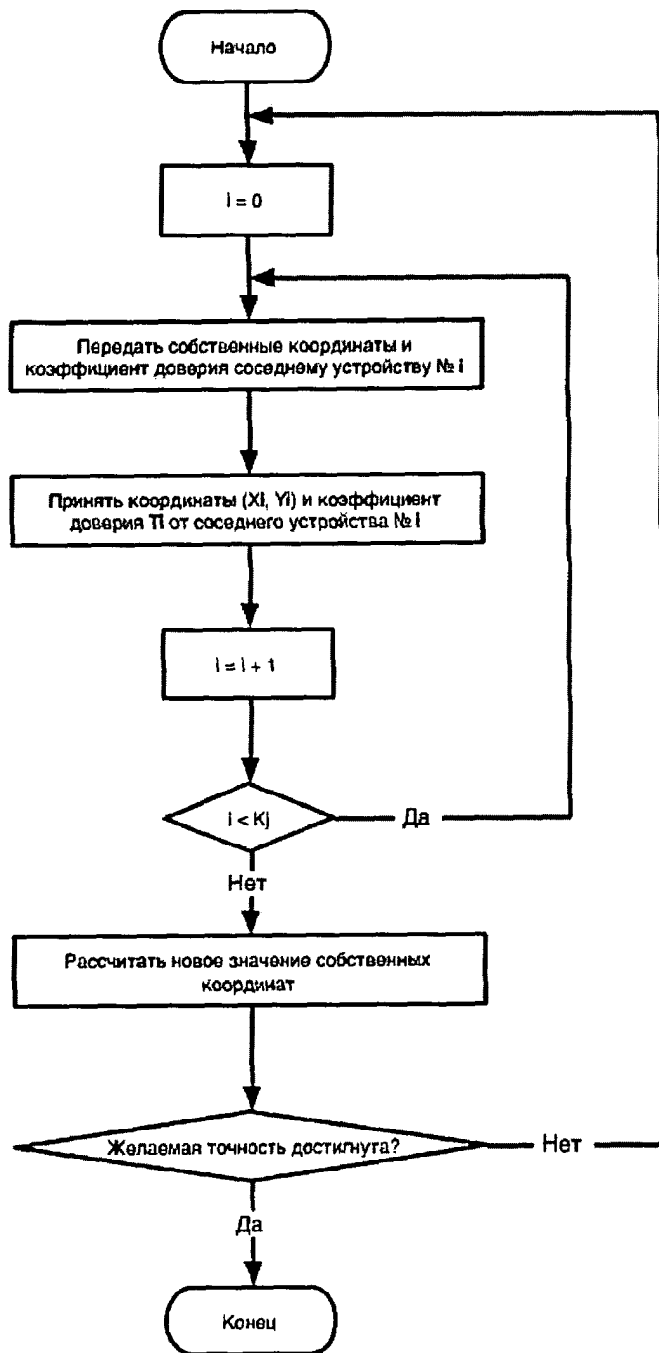 Начало
i = 0
Передать собственные координаты и
коэффициент доверия соседнему устройству № i
Принять координаты (Xi, Yi) и коэффициент
доверия Ti от соседнего устройства № i
i = i + 1
i < Kj
Да
Нет
Рассчитать новое значение собственных
координат
Желаемая точность достигнута?
Нет
Да
Конец